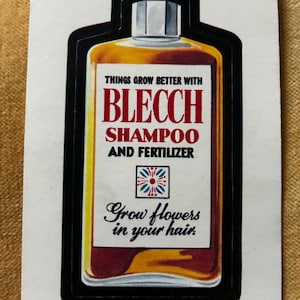 THINGS GROW BETTER WITH
BLECCH
SHAMPOO
AND FERTILIZER
Grow flowers
in your hair.